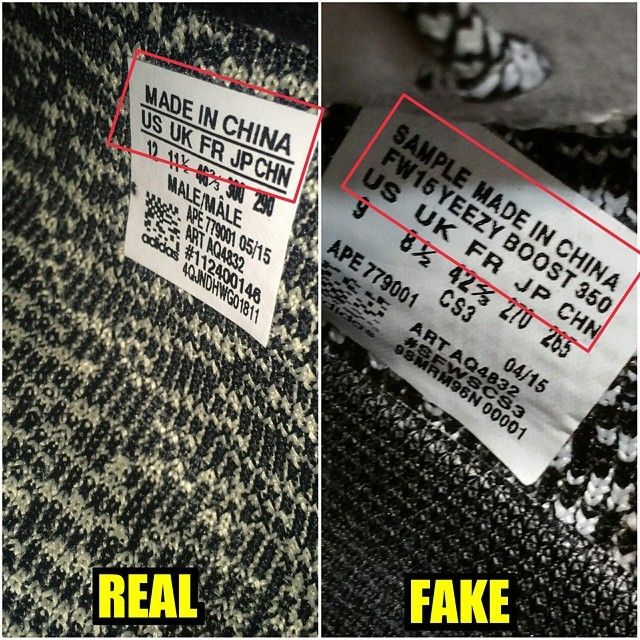 MADE IN CHINA
US UK FR JP CHN
12 11½ 46⅔ 300 290
MALE/MALE
APE 779001 05/15
ART AQ4832
#112400146
4QJNDHWG01811
adidas
REAL
SAMPLE MADE IN CHINA
FW15 YEEZY BOOST 350
US UK FR JP CHN
9 8½ 42⅔ 270 265
APE 779001 CS3 04/15
ART AQ4832
#SFWSCS3
95MRM96N 00001
FAKE